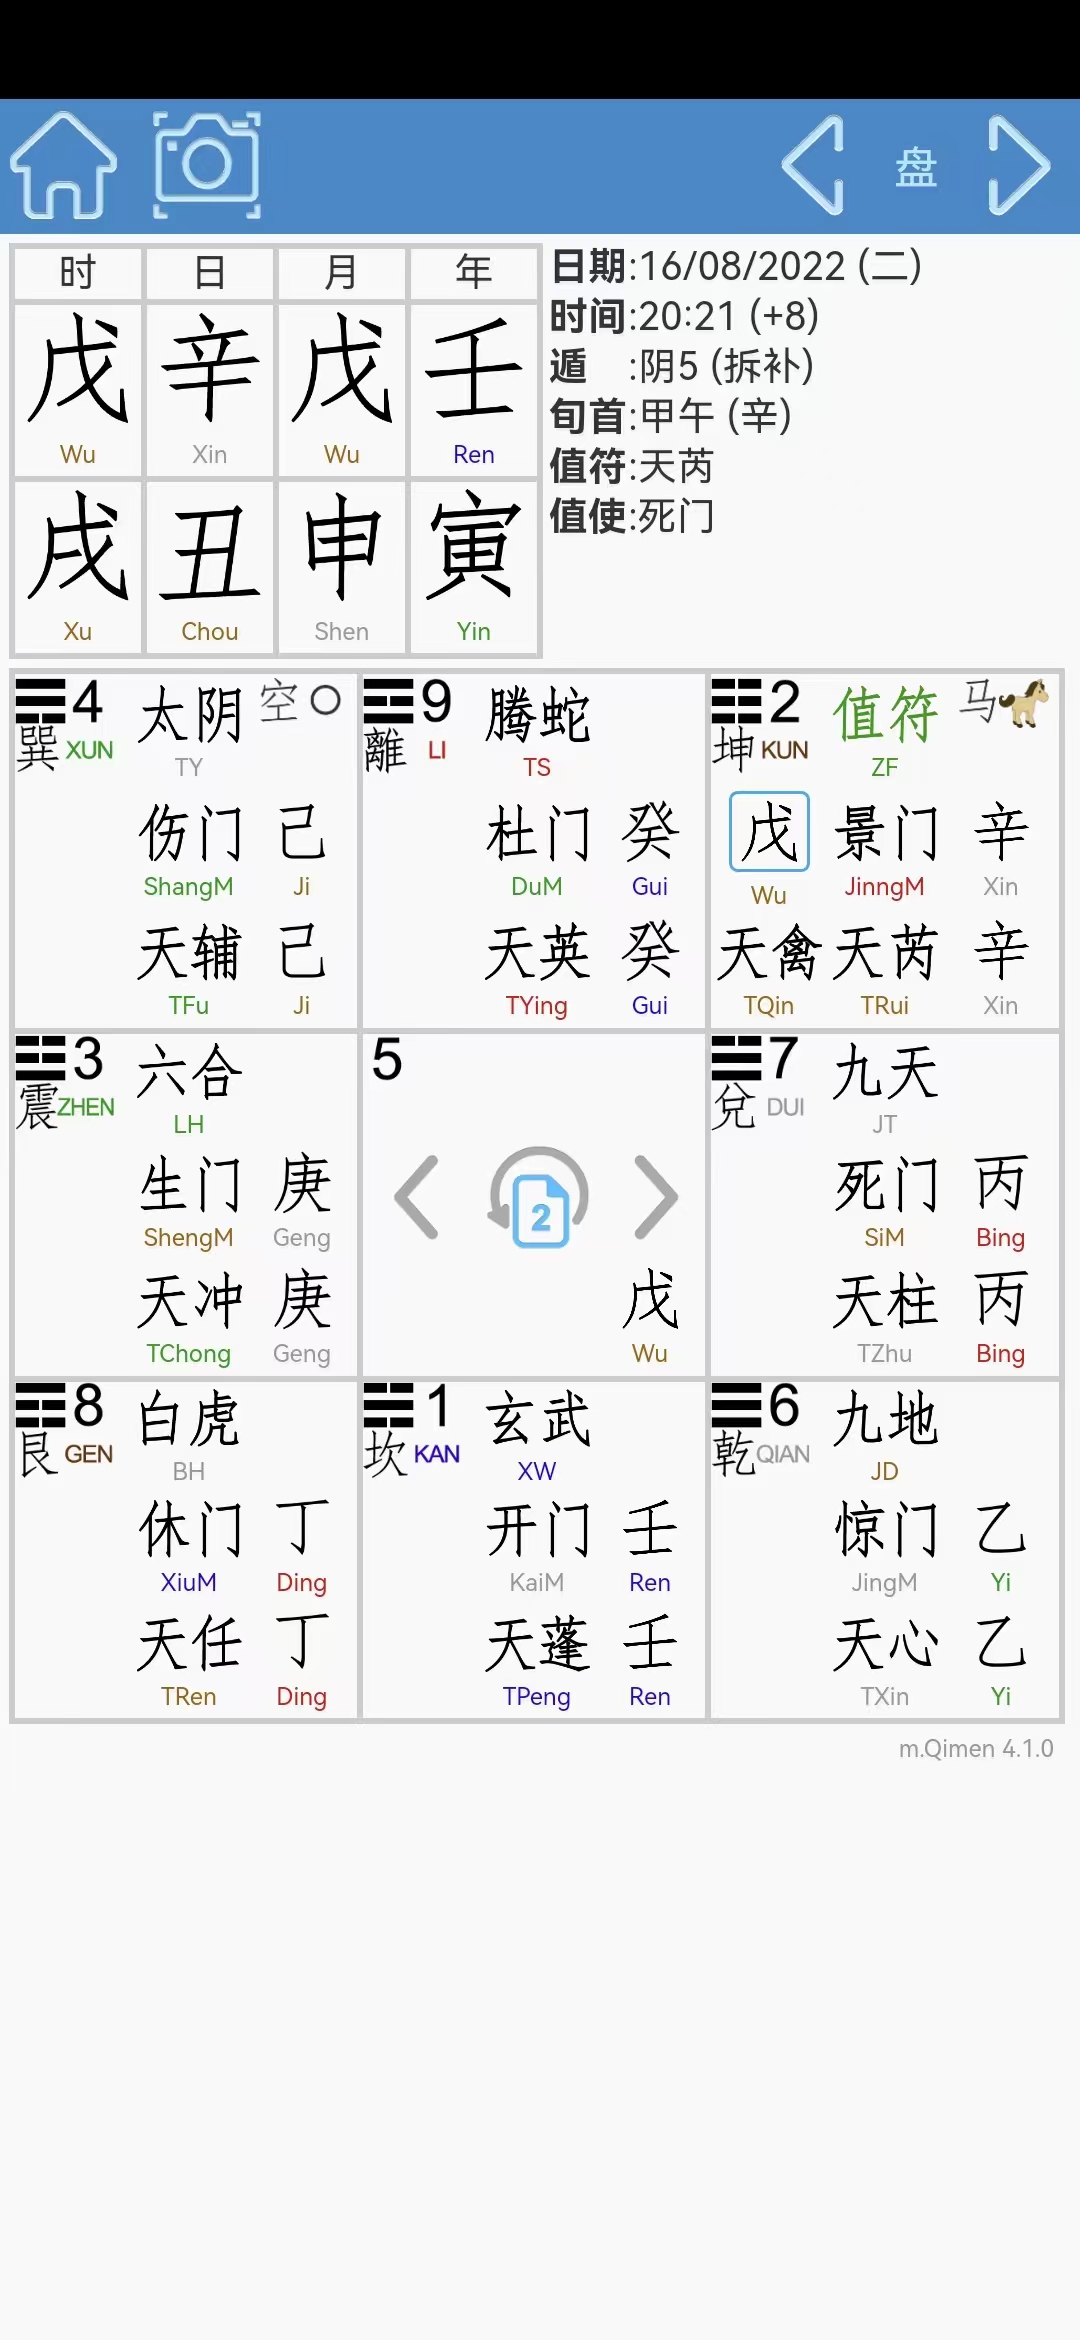 盘
时 日 月 年
戊 辛 戊 壬
Wu Xin Wu Ren
戌 丑 申 寅
Xu Chou Shen Yin
日期:16/08/2022 (二)
时间:20:21 (+8)
遁 :阴5 (拆补)
旬首:甲午 (辛)
值符:天芮
值使:死门
4 太阴 空
巽 XUN TY
伤门 己
ShangM Ji
天辅 己
TFu Ji
9 腾蛇
離 LI TS
杜门 癸
DuM Gui
天英 癸
TYing Gui
2 值符 马
坤 KUN ZF
戊 景门 辛
Wu JinngM Xin
天禽 天芮 辛
TQin TRui Xin
3 六合
震 ZHEN LH
生门 庚
ShengM Geng
天冲 庚
TChong Geng
5
2
戊
Wu
7 九天
兌 DUI JT
死门 丙
SiM Bing
天柱 丙
TZhu Bing
8 白虎
艮 GEN BH
休门 丁
XiuM Ding
天任 丁
TRen Ding
1 玄武
坎 KAN XW
开门 壬
KaiM Ren
天蓬 壬
TPeng Ren
6 九地
乾 QIAN JD
惊门 乙
JingM Yi
天心 乙
TXin Yi
m.Qimen 4.1.0